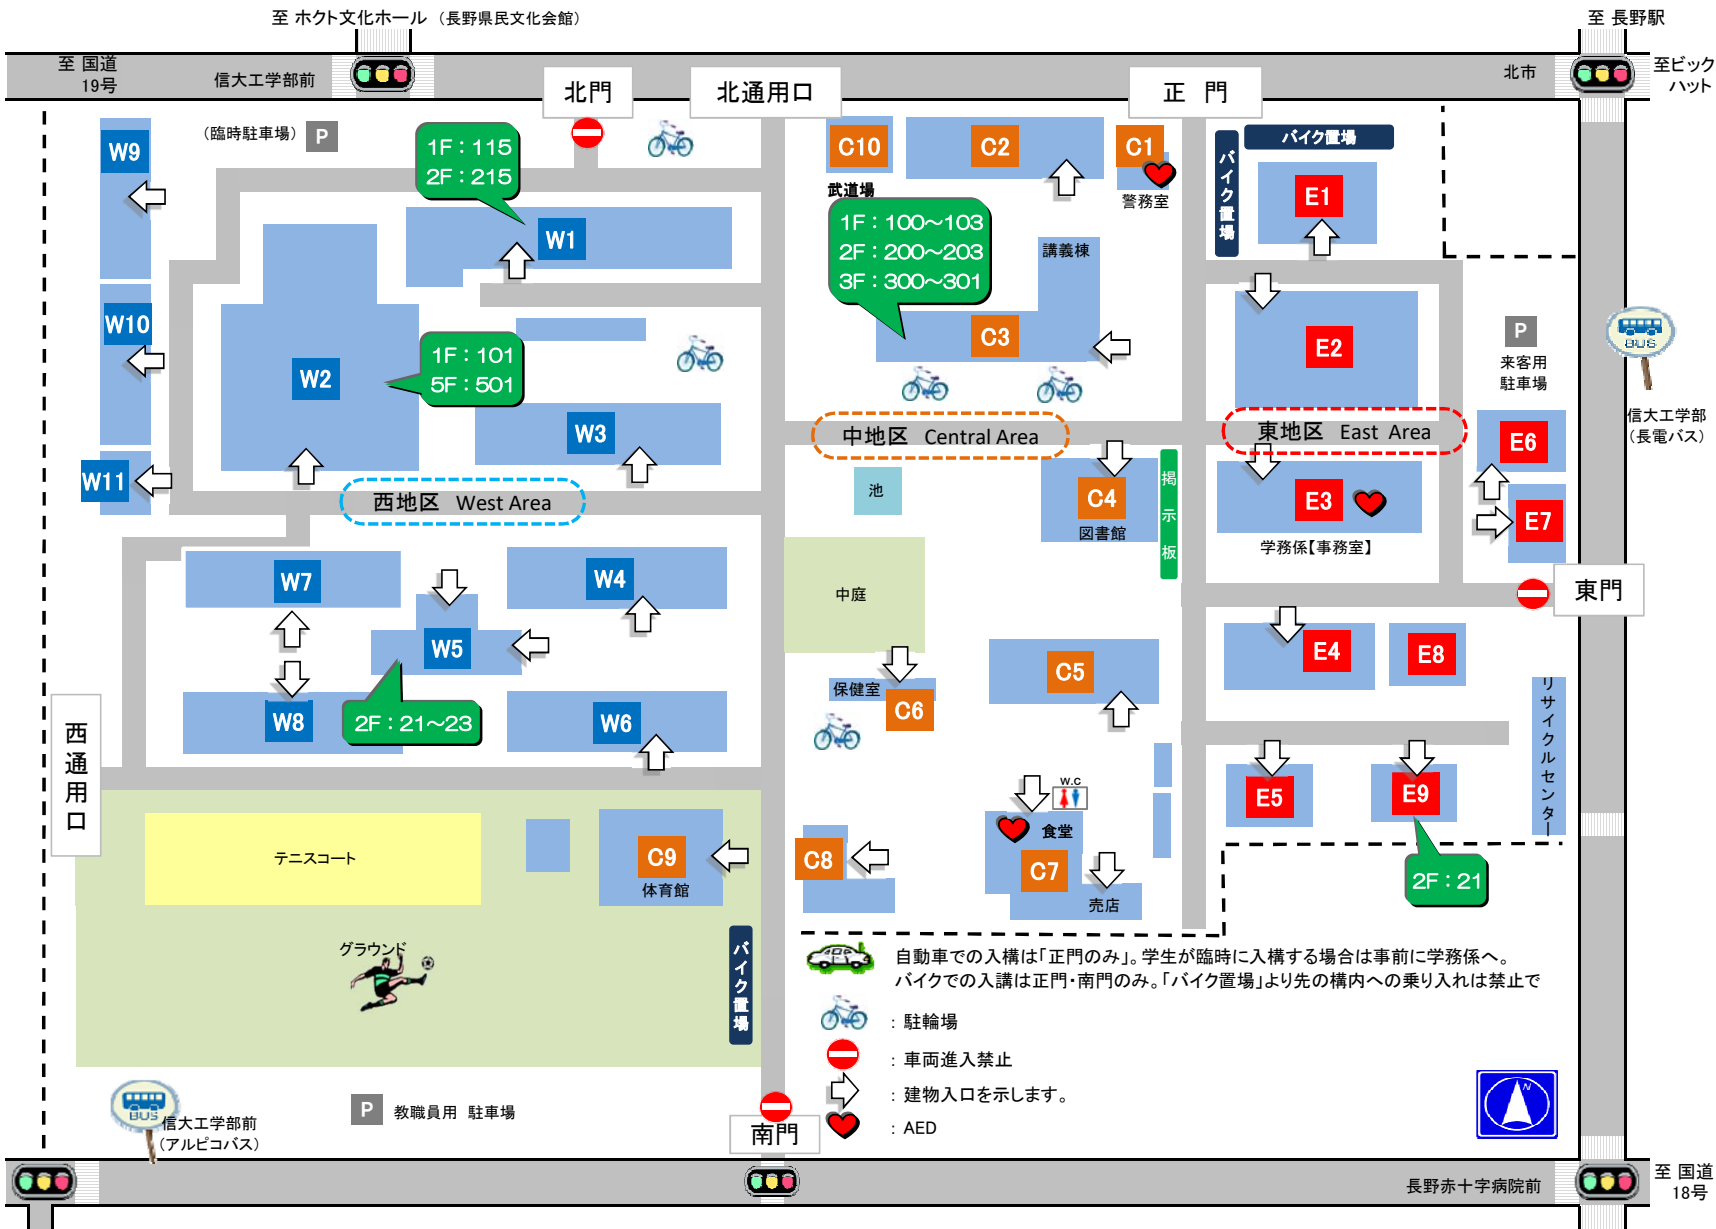 至 ホクト文化ホール （長野県民文化会館）
至 長野駅
至 国道
19号
信大工学部前
北市
至ビック
ハット
北門
北通用口
正 門
（臨時駐車場）
P
W9
1F：115
2F：215
W1
C10
武道場
C2
C1
警務室
バイク置場
バイク置場
E1
1F：100～103
2F：200～203
3F：300～301
講義棟
C3
W10
W2
1F：101
5F：501
W3
E2
P
来客用
駐車場
BUS
信大工学部
（長電バス）
中地区 Central Area
東地区 East Area
E6
W11
西地区 West Area
池
C4
図書館
掲示板
E3
学務係【事務室】
E7
W7
W4
中庭
東門
W5
E4
E8
C5
保健室
C6
W8
2F：21～23
W6
西通用口
リサイクルセンター
E5
E9
W.C
食堂
C7
売店
C8
テニスコート
C9
体育館
2F：21
グラウンド
バイク置場
自動車での入構は「正門のみ」。学生が臨時に入構する場合は事前に学務係へ。
バイクでの入講は正門・南門のみ。「バイク置場」より先の構内への乗り入れは禁止で
：駐輪場
：車両進入禁止
：建物入口を示します。
：AED
N
BUS
信大工学部前
（アルピコバス）
P
教職員用 駐車場
南門
長野赤十字病院前
至 国道
18号